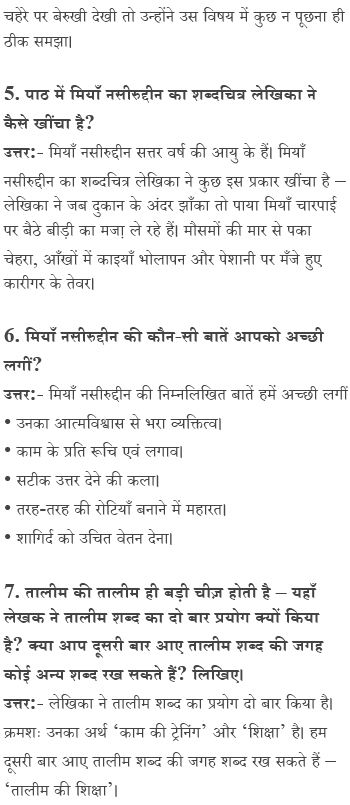 चहेरे पर बेरुखी देखी तो उन्होंने उस विषय में कुछ न पूछना ही
ठीक समझा।
5. पाठ में मियाँ नसीरुद्दीन का शब्दचित्र लेखिका ने
कैसे खींचा है?
उत्तर:- मियाँ नसीरुद्दीन सत्तर वर्ष की आयु के हैं। मियाँ
नसीरुद्दीन का शब्दचित्र लेखिका ने कुछ इस प्रकार खींचा है –
लेखिका ने जब दुकान के अंदर झाँका तो पाया मियाँ चारपाई
पर बैठे बीड़ी का मजा़ ले रहे हैं। मौसमों की मार से पका
चेहरा, आँखों में काइयाँ भोलापन और पेशानी पर मँजे हुए
कारीगर के तेवर।
6. मियाँ नसीरुद्दीन की कौन-सी बातें आपको अच्छी
लगीं?
उत्तर:- मियाँ नसीरुद्दीन की निम्नलिखित बातें हमें अच्छी लगीं
• उनका आत्मविश्वास से भरा व्यक्तित्व।
• काम के प्रति रूचि एवं लगाव।
• सटीक उत्तर देने की कला।
• तरह-तरह की रोटियाँ बनाने में महारत।
• शागिर्द को उचित वेतन देना।
7. तालीम की तालीम ही बड़ी चीज़ होती है – यहाँ
लेखक ने तालीम शब्द का दो बार प्रयोग क्यों किया
है? क्या आप दूसरी बार आए तालीम शब्द की जगह
कोई अन्य शब्द रख सकते हैं? लिखिए।
उत्तर:- लेखिका ने तालीम शब्द का प्रयोग दो बार किया है।
क्रमशः उनका अर्थ ‘काम की ट्रेनिंग’ और ‘शिक्षा’ है। हम
दूसरी बार आए तालीम शब्द की जगह शब्द रख सकते हैं –
‘तालीम की शिक्षा’।